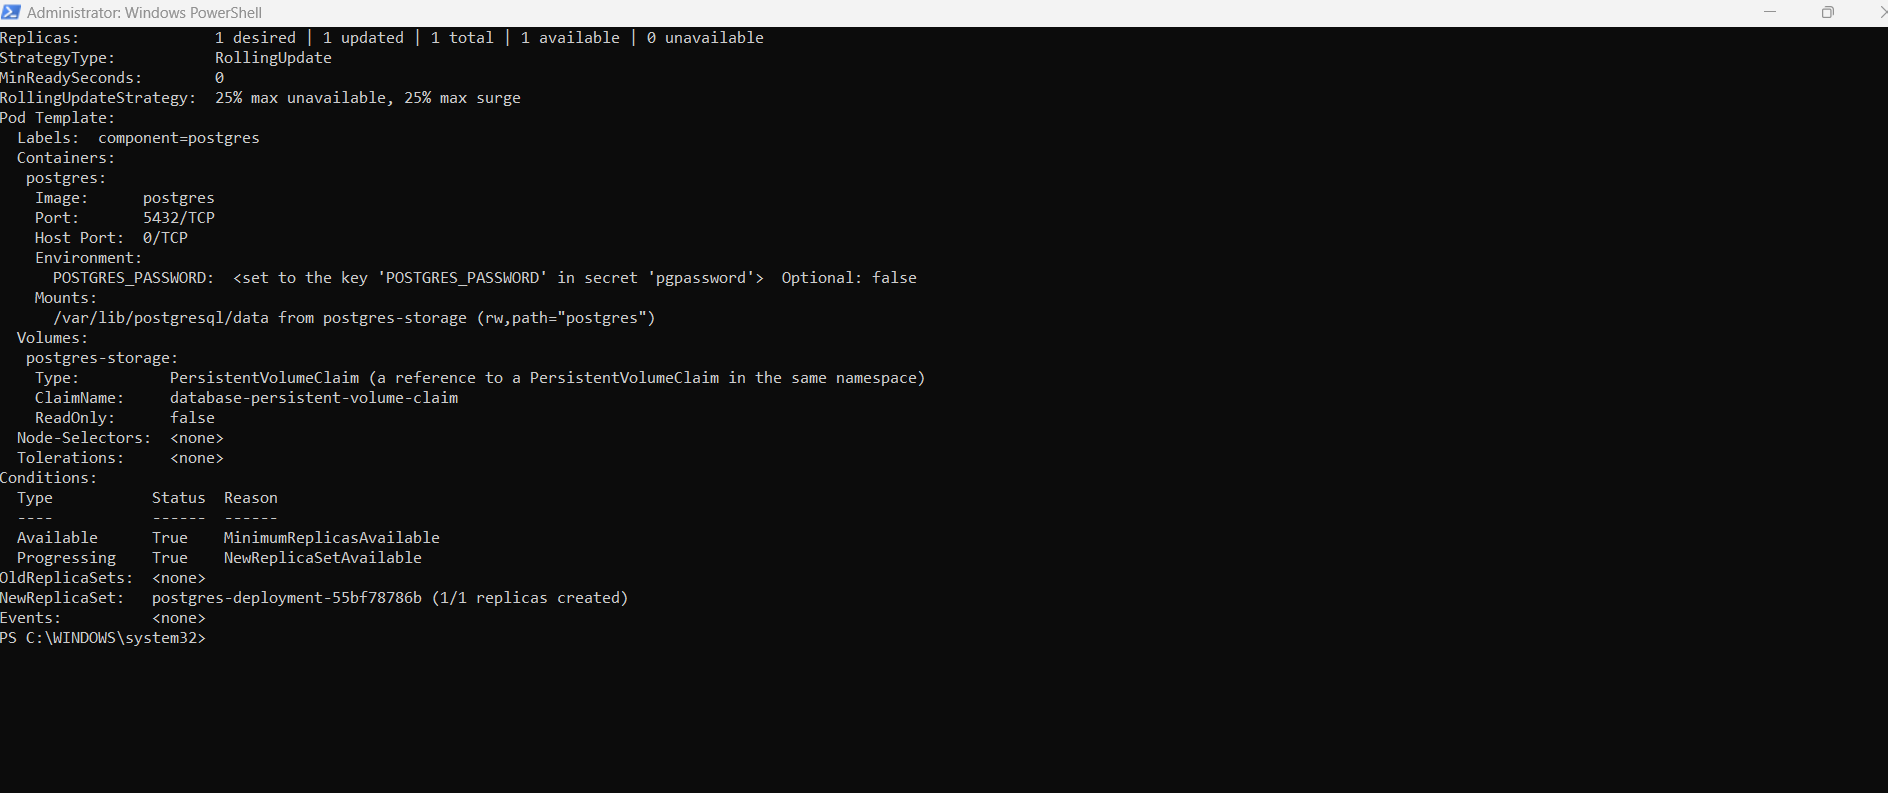 Administrator: Windows PowerShell
Replicas:               1 desired | 1 updated | 1 total | 1 available | 0 unavailable
StrategyType:           RollingUpdate
MinReadySeconds:        0
RollingUpdateStrategy:  25% max unavailable, 25% max surge
Pod Template:
  Labels:  component=postgres
  Containers:
   postgres:
    Image:      postgres
    Port:       5432/TCP
    Host Port:  0/TCP
    Environment:
      POSTGRES_PASSWORD:  <set to the key 'POSTGRES_PASSWORD' in secret 'pgpassword'>  Optional: false
    Mounts:
      /var/lib/postgresql/data from postgres-storage (rw,path="postgres")
  Volumes:
   postgres-storage:
    Type:          PersistentVolumeClaim (a reference to a PersistentVolumeClaim in the same namespace)
    ClaimName:     database-persistent-volume-claim
    ReadOnly:      false
  Node-Selectors:  <none>
  Tolerations:     <none>
Conditions:
  Type           Status  Reason
  ----           ------  ------
  Available      True    MinimumReplicasAvailable
  Progressing    True    NewReplicaSetAvailable
OldReplicaSets:  <none>
NewReplicaSet:   postgres-deployment-55bf78786b (1/1 replicas created)
Events:          <none>
PS C:\WINDOWS\system32>